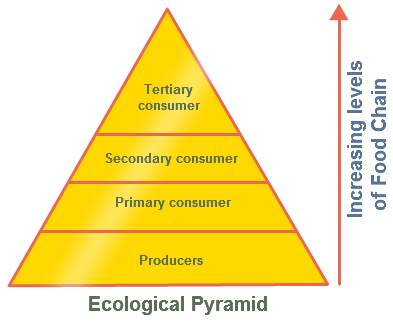 Tertiary
consumer
Secondary consumer
Primary consumer
Producers
Ecological Pyramid
Increasing levels
of Food Chain